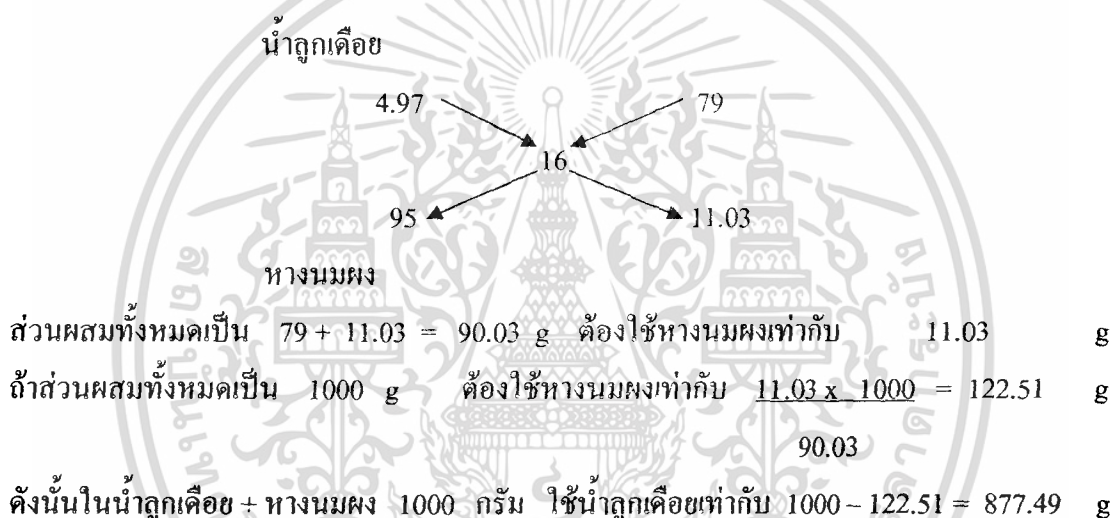 น้ำลูกเดือย
4.97 79
16
95 11.03
หางนมผง
ส่วนผสมทั้งหมดเป็น 79 + 11.03 = 90.03 g ต้องใช้หางนมผงเท่ากับ 11.03 g
ถ้าส่วนผสมทั้งหมดเป็น 1000 g ต้องใช้หางนมผงเท่ากับ 11.03 x 1000 = 122.51 g
90.03
ดังนั้นในน้ำลูกเดือย + หางนมผง 1000 กรัม ใช้น้ำลูกเดือยเท่ากับ 1000 – 122.51 = 877.49 g